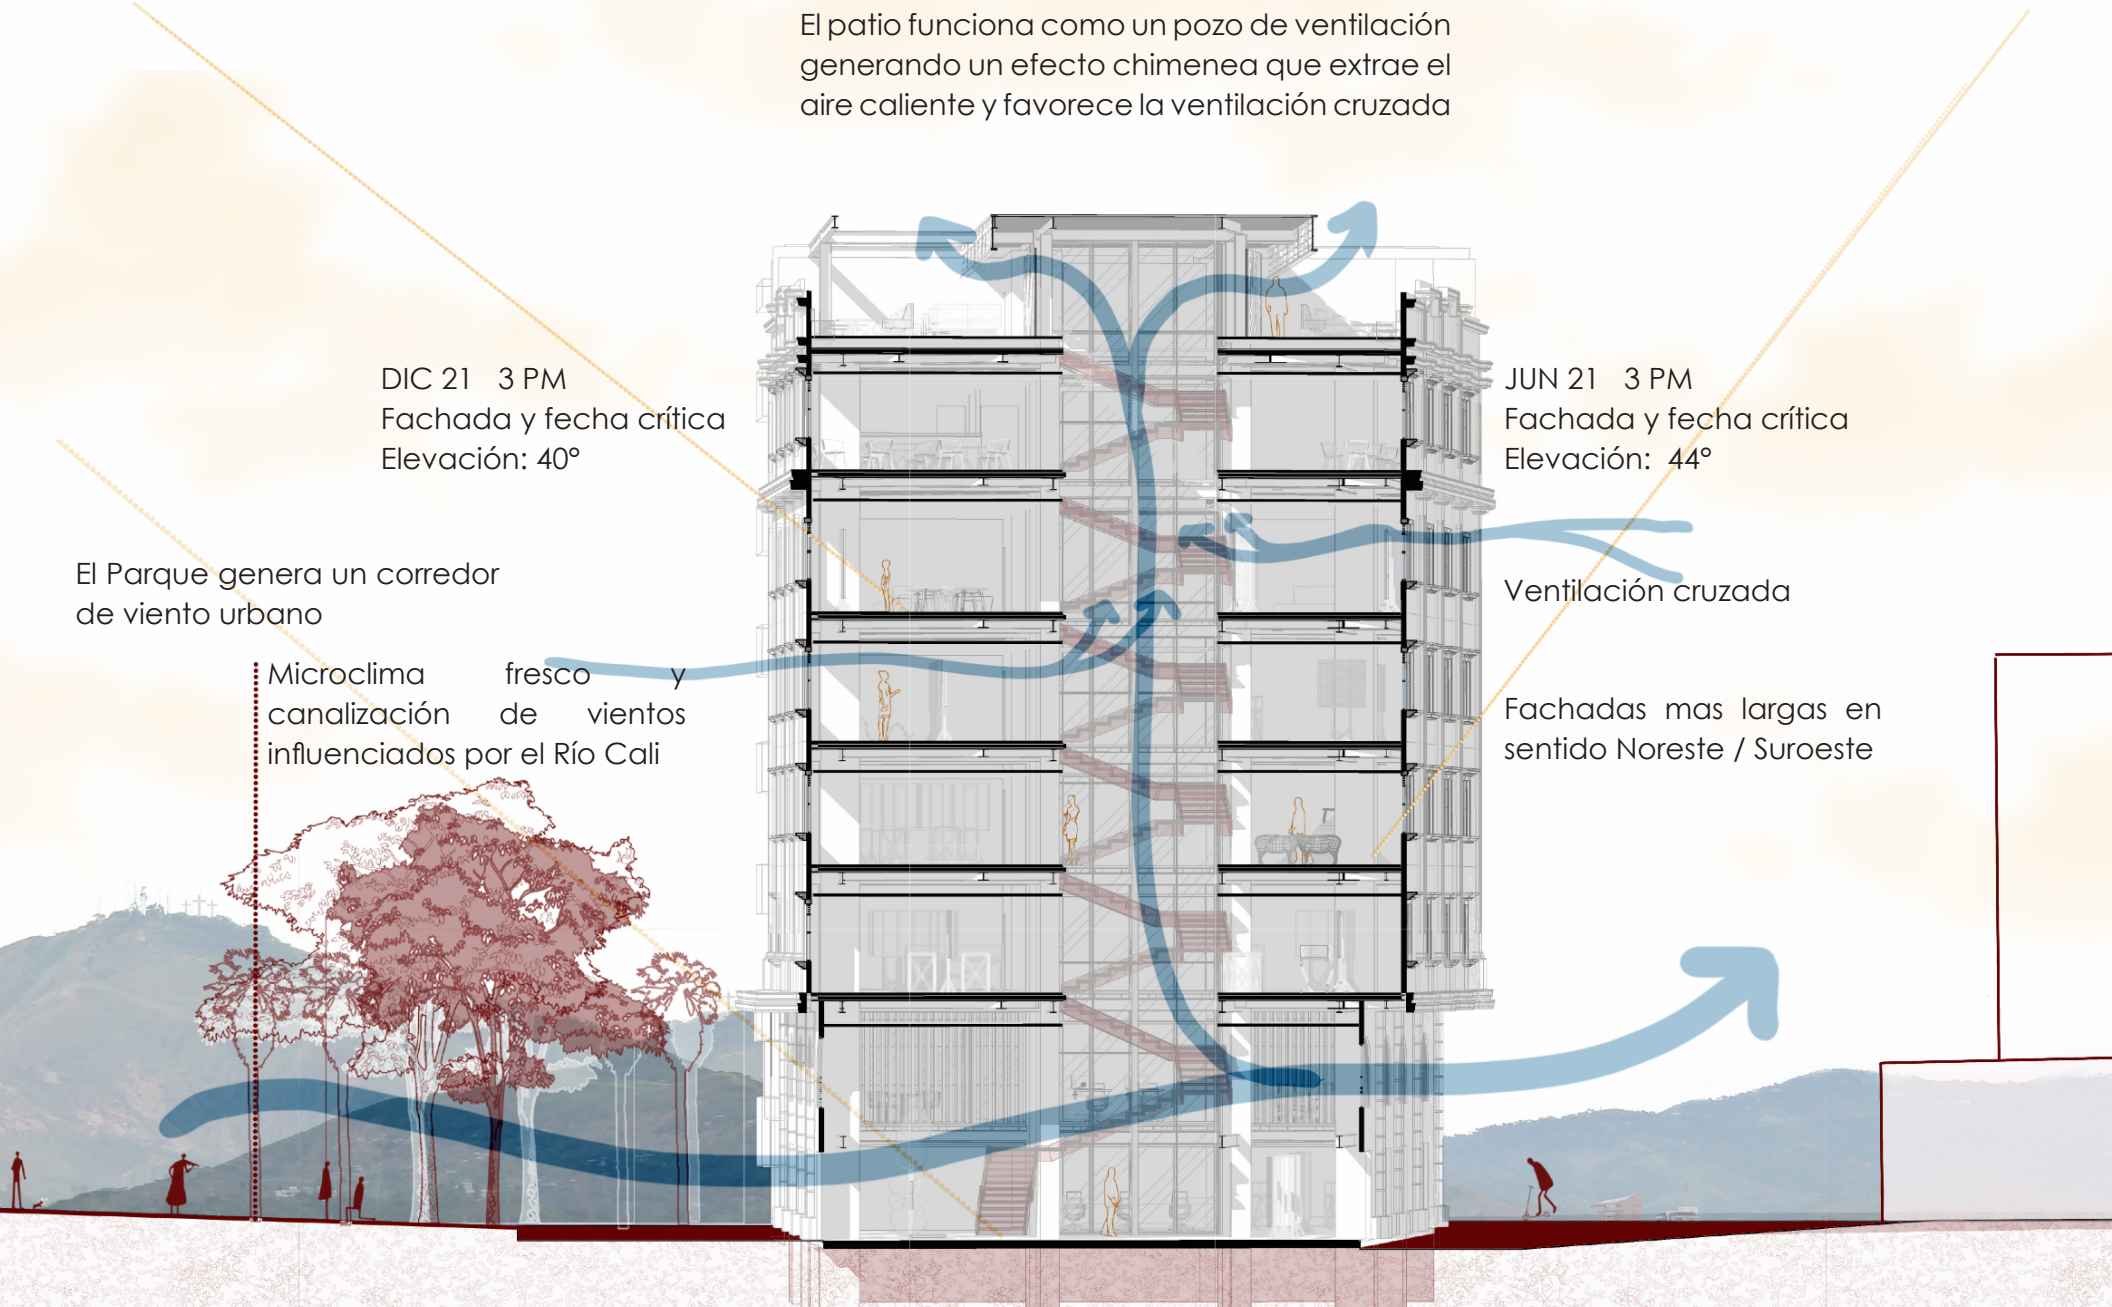 El patio funciona como un pozo de ventilación
generando un efecto chimenea que extrae el
aire caliente y favorece la ventilación cruzada
DIC 21 3 PM
Fachada y fecha crítica
Elevación: 40°
JUN 21 3 PM
Fachada y fecha crítica
Elevación: 44°
El Parque genera un corredor
de viento urbano
Ventilación cruzada
Microclima fresco y
canalización de vientos
influenciados por el Río Cali
Fachadas mas largas en
sentido Noreste / Suroeste